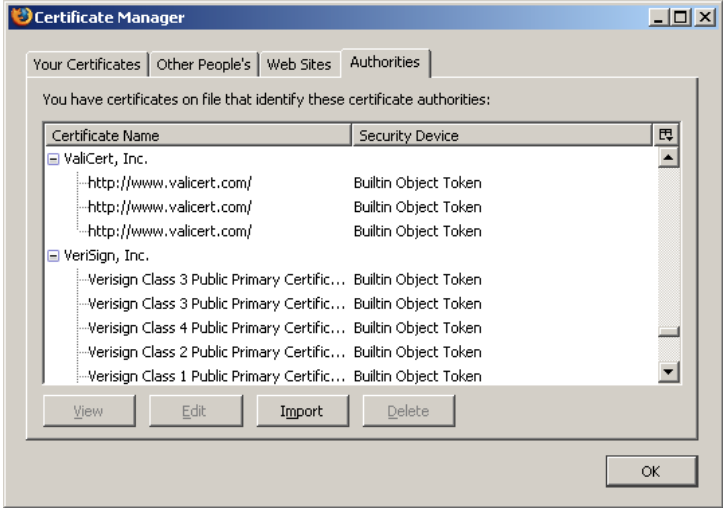 Certificate Manager
Your Certificates Other People's Web Sites Authorities
You have certificates on file that identify these certificate authorities:
Certificate Name Security Device
ValiCert, Inc.
http://www.valicert.com/ Builtin Object Token
http://www.valicert.com/ Builtin Object Token
http://www.valicert.com/ Builtin Object Token
VeriSign, Inc.
Verisign Class 3 Public Primary Certific... Builtin Object Token
Verisign Class 3 Public Primary Certific... Builtin Object Token
Verisign Class 4 Public Primary Certific... Builtin Object Token
Verisign Class 2 Public Primary Certific... Builtin Object Token
Verisign Class 1 Public Primary Certific... Builtin Object Token
View Edit Import Delete
OK